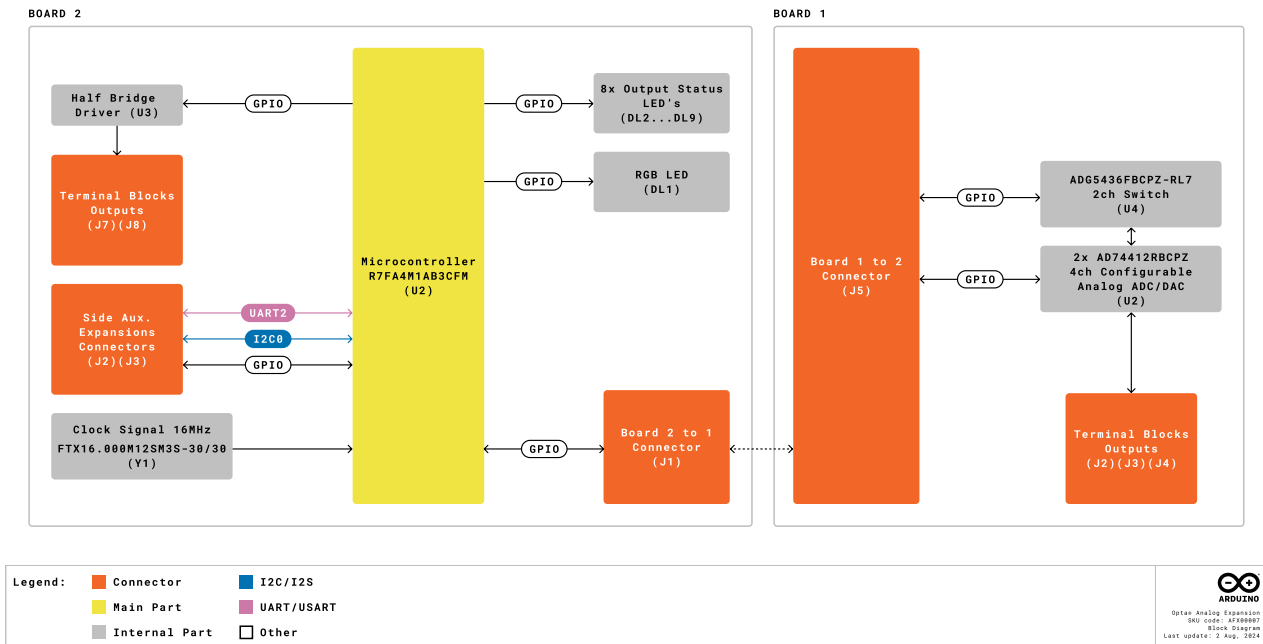 BOARD 2
BOARD 1
Half Bridge
Driver (U3)
GPIO
GPIO
8x Output Status
LED's
(DL2...DL9)
Terminal Blocks
Outputs
(J7)(J8)
GPIO
RGB LED
(DL1)
Microcontroller
R7FA4M1AB3CFM
(U2)
Side Aux.
Expansions
Connectors
(J2)(J3)
UART2
I2C0
GPIO
Clock Signal 16MHz
FTX16.000M12SM3S-30/30
(Y1)
GPIO
Board 2 to 1
Connector
(J1)
Board 1 to 2
Connector
(J5)
GPIO
ADG5436FBCPZ-RL7
2ch Switch
(U4)
GPIO
2x AD74412RBCPZ
4ch Configurable
Analog ADC/DAC
(U2)
Terminal Blocks
Outputs
(J2)(J3)(J4)
Legend:
Connector
I2C/I2S
Main Part
UART/USART
Internal Part
Other
ARDUINO
Optao Analog Expansion
SKU code: AFX00007
Block Diagram
Last update: 2 Aug, 2024